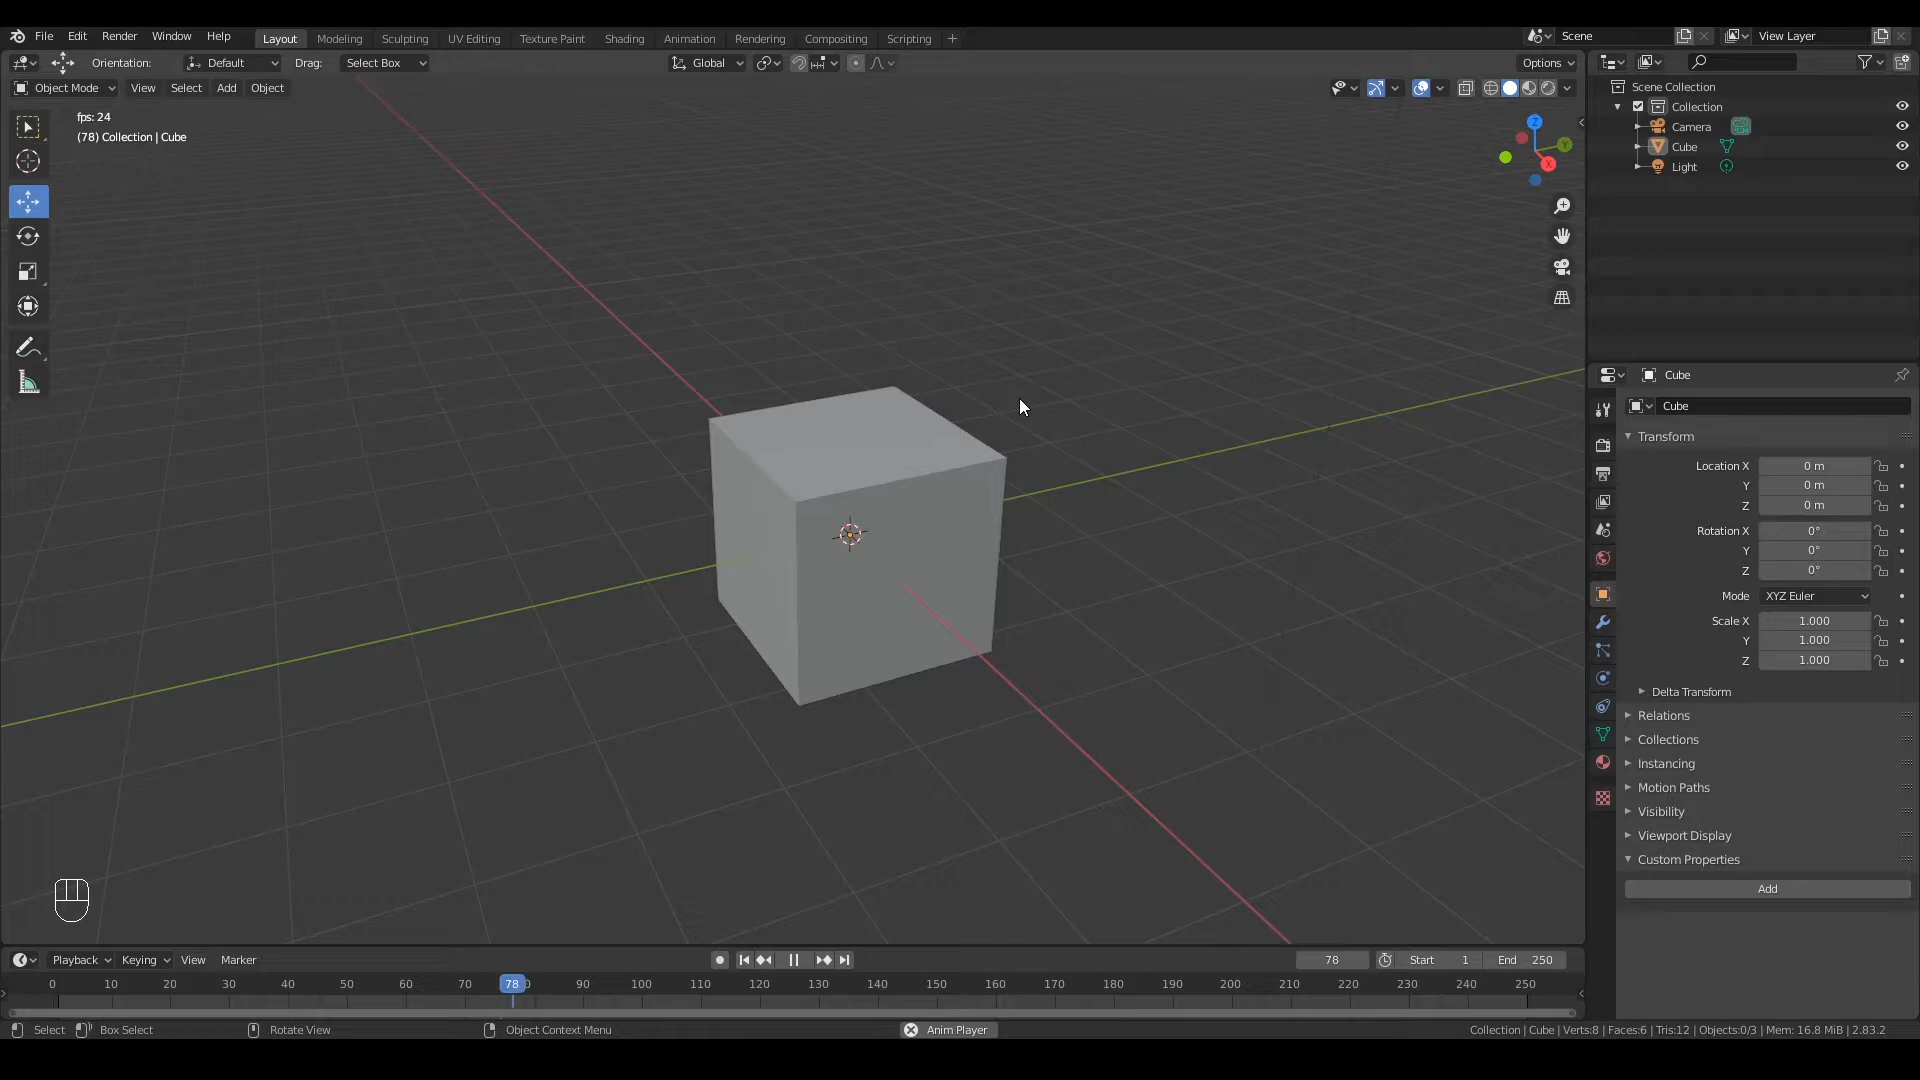 File Edit Render Window Help Layout Modeling Sculpting UV Editing Texture Paint Shading Animation Rendering Compositing Scripting + Scene View Layer
Orientation: Default Drag: Select Box Global Options
Object Mode View Select Add Object
fps: 24
(78) Collection | Cube
Z
Y
X
Scene Collection
Collection
Camera
Cube
Light
Cube
Cube
Transform
Location X 0 m
Y 0 m
Z 0 m
Rotation X 0°
Y 0°
Z 0°
Mode XYZ Euler
Scale X 1.000
Y 1.000
Z 1.000
Delta Transform
Relations
Collections
Instancing
Motion Paths
Visibility
Viewport Display
Custom Properties
Add
Playback Keying View Marker 78 Start 1 End 250
0 10 20 30 40 50 60 70 78 90 100 110 120 130 140 150 160 170 180 190 200 210 220 230 240 250
Select Box Select Rotate View Object Context Menu Anim Player Collection | Cube | Verts:8 | Faces:6 | Tris:12 | Objects:0/3 | Mem: 16.8 MiB | 2.83.2